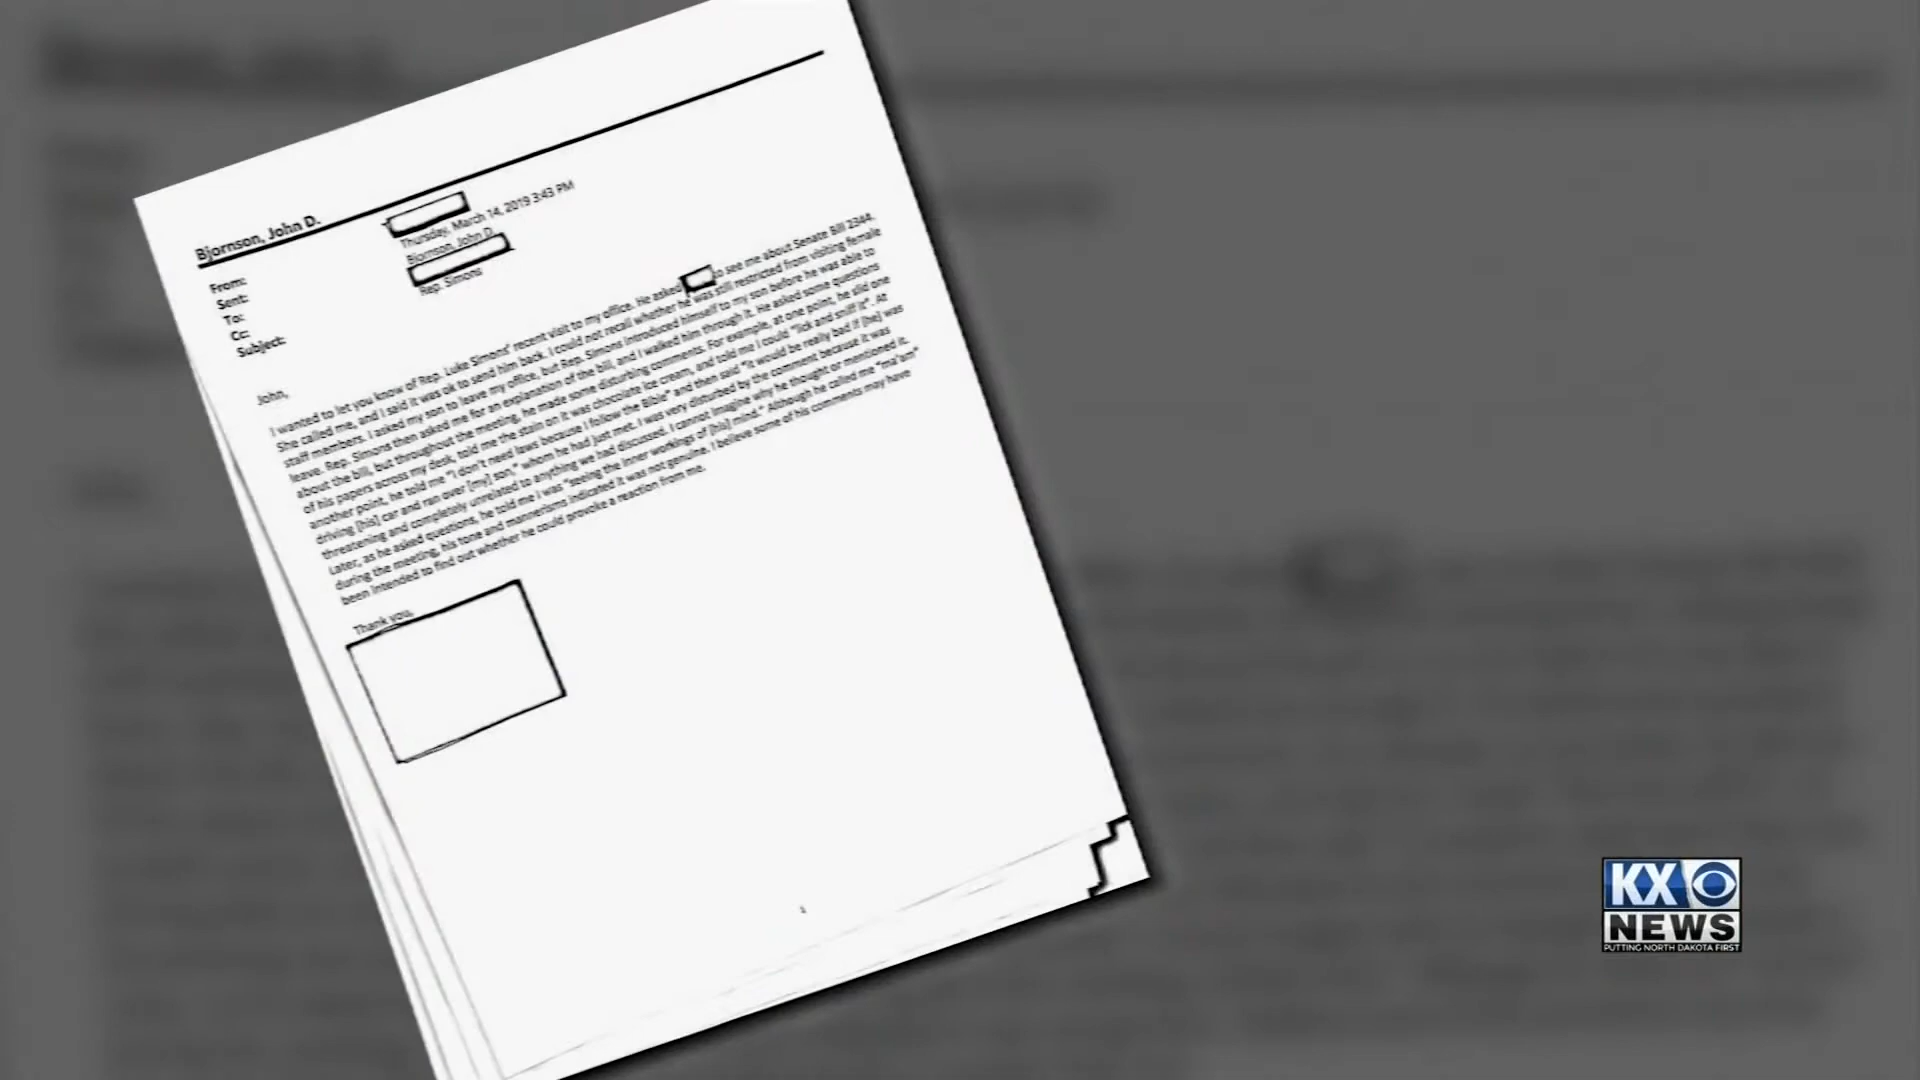 Bjornson, John D.
From:
Sent: Thursday, March 14, 2019 3:43 PM
To: Bjornson, John D.
Cc:
Subject: Rep. Simons
John,
I wanted to let you know of Rep. Luke Simons' recent visit to my office. He asked to see me about Senate Bill 2344.
She called me, and I said it was ok to send him back. I could not recall whether he was still restricted from visiting female
staff members. I asked my son to leave my office, but Rep. Simons introduced himself to my son before he was able to
leave. Rep. Simons then asked me for an explanation of the bill, and I walked him through it. He asked some questions
about the bill, but throughout the meeting, he made some disturbing comments. For example, at one point, he slid one
of his papers across my desk, told me the stain on it was chocolate ice cream, and told me I could "lick and sniff it". At
another point, he told me "I don't need laws because I follow the Bible" and then said "it would be really bad if [he] was
driving [his] car and ran over [my] son," whom he had just met. I was very disturbed by the comment because it was
threatening and completely unrelated to anything we had discussed. I cannot imagine why he thought or mentioned it.
Later, as he asked questions, he told me I was "seeing the inner workings of [his] mind." Although he called me "ma'am"
during the meeting, his tone and mannerisms indicated it was not genuine. I believe some of his comments may have
been intended to find out whether he could provoke a reaction from me.
Thank you,
1
KX
NEWS
PUTTING NORTH DAKOTA FIRST